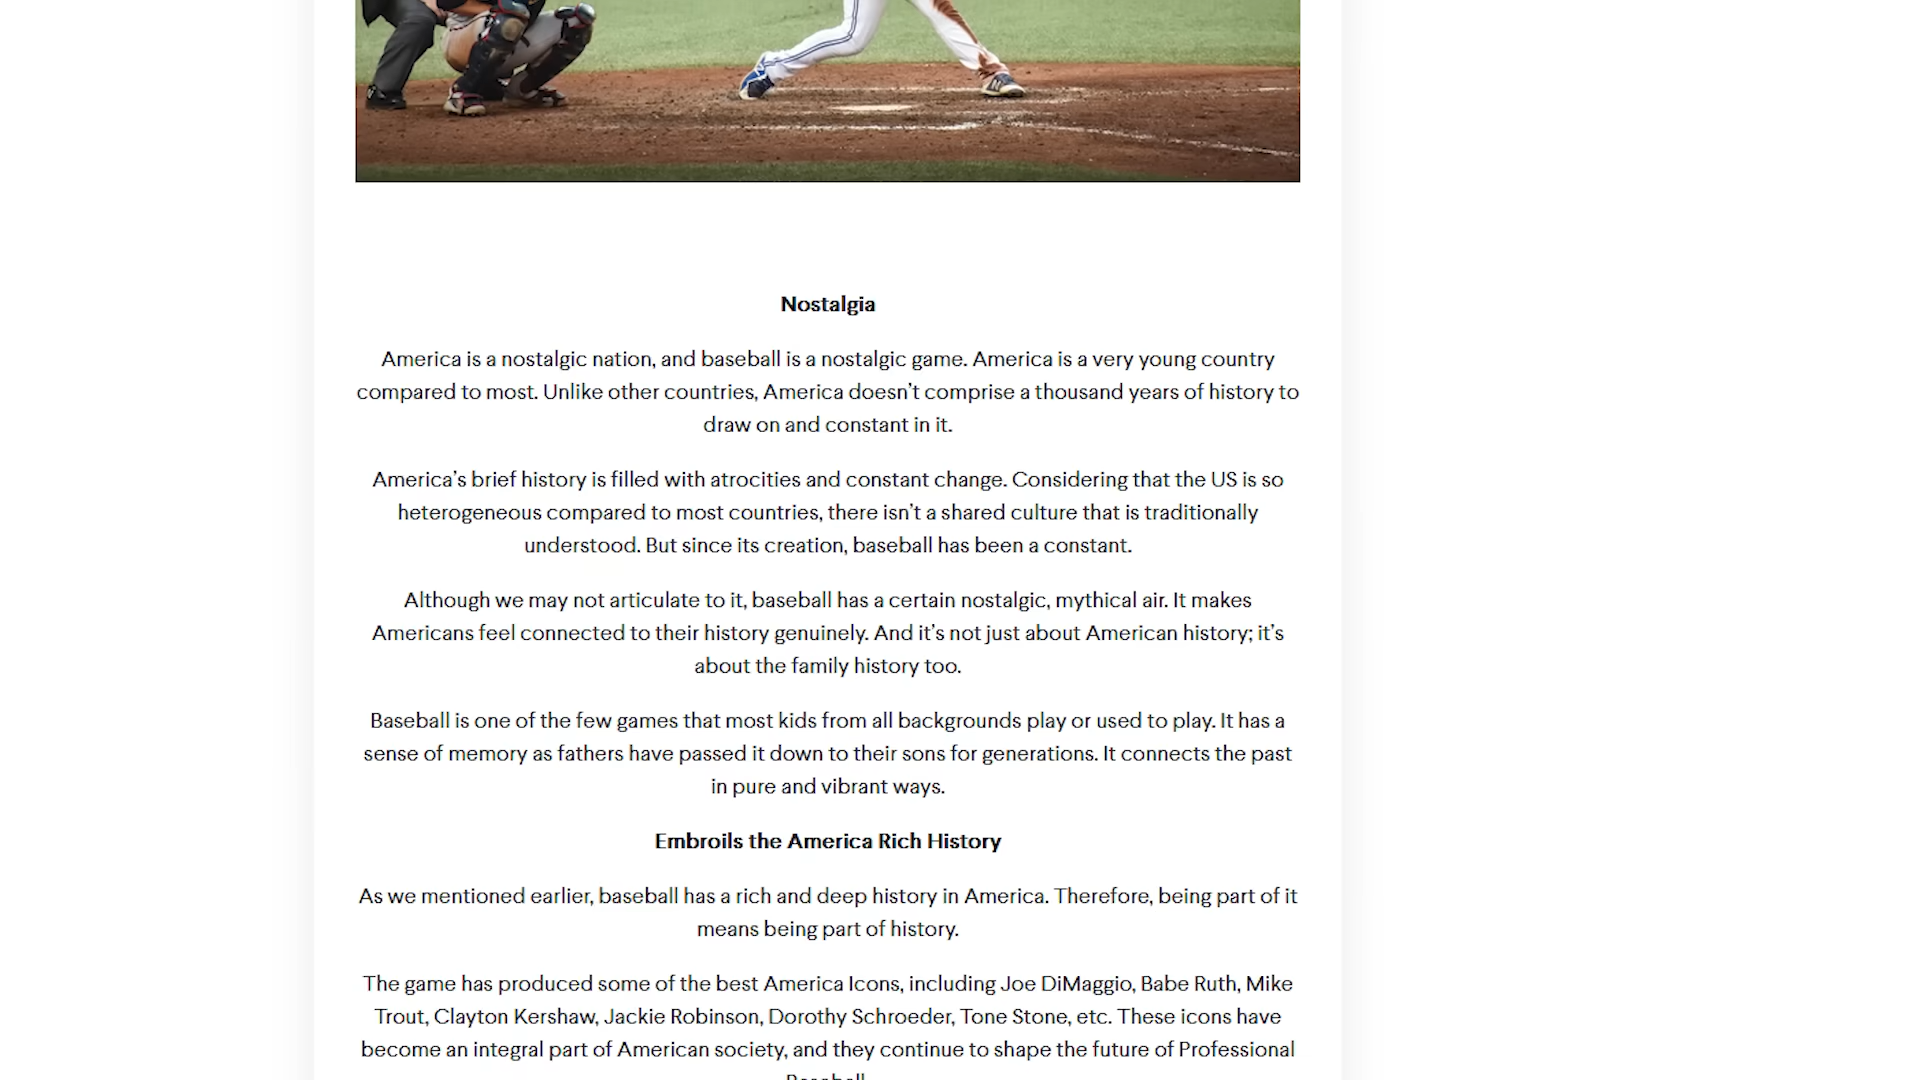 Nostalgia
America is a nostalgic nation, and baseball is a nostalgic game. America is a very young country
compared to most. Unlike other countries, America doesn’t comprise a thousand years of history to
draw on and constant in it.
America’s brief history is filled with atrocities and constant change. Considering that the US is so
heterogeneous compared to most countries, there isn’t a shared culture that is traditionally
understood. But since its creation, baseball has been a constant.
Although we may not articulate to it, baseball has a certain nostalgic, mythical air. It makes
Americans feel connected to their history genuinely. And it’s not just about American history; it’s
about the family history too.
Baseball is one of the few games that most kids from all backgrounds play or used to play. It has a
sense of memory as fathers have passed it down to their sons for generations. It connects the past
in pure and vibrant ways.
Embroils the America Rich History
As we mentioned earlier, baseball has a rich and deep history in America. Therefore, being part of it
means being part of history.
The game has produced some of the best America Icons, including Joe DiMaggio, Babe Ruth, Mike
Trout, Clayton Kershaw, Jackie Robinson, Dorothy Schroeder, Tone Stone, etc. These icons have
become an integral part of American society, and they continue to shape the future of Professional